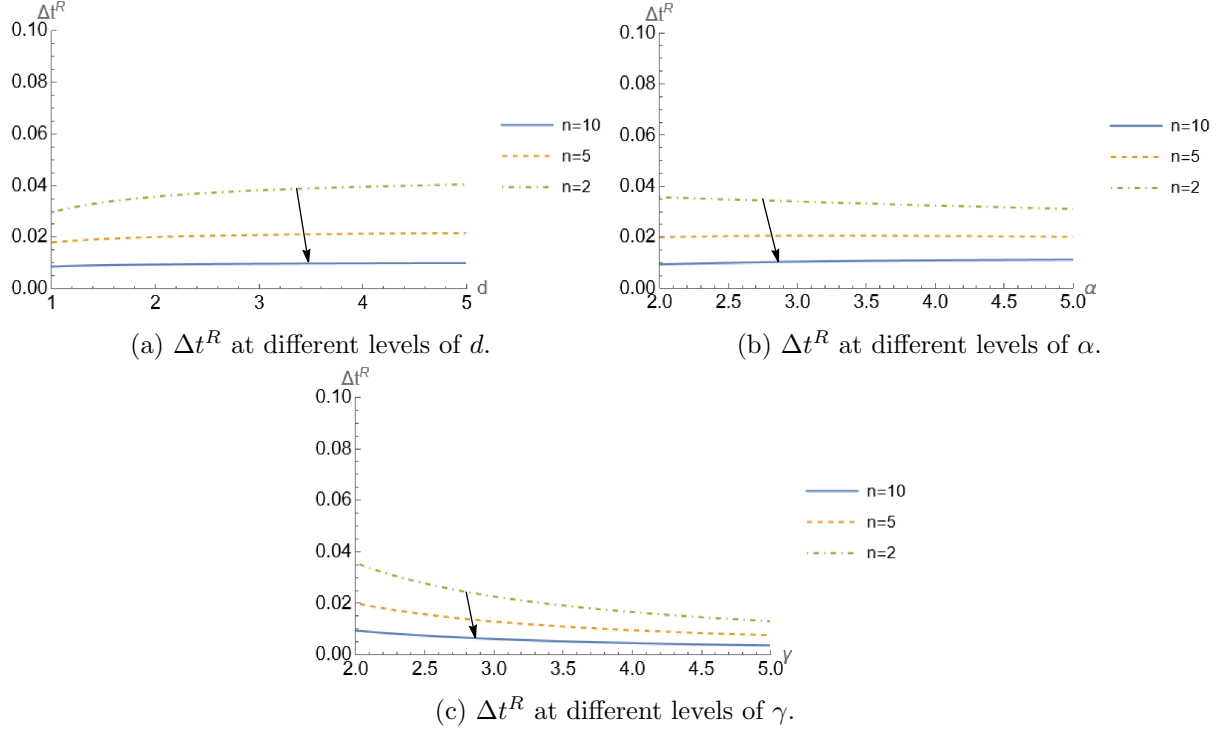 Δt^R
0.10
0.08
0.06
0.04
0.02
0.00
1 2 3 4 5 d
n=10
n=5
n=2
(a) Δt^R at different levels of d.
Δt^R
0.10
0.08
0.06
0.04
0.02
0.00
2.0 2.5 3.0 3.5 4.0 4.5 5.0 α
n=10
n=5
n=2
(b) Δt^R at different levels of α.
Δt^R
0.10
0.08
0.06
0.04
0.02
0.00
2.0 2.5 3.0 3.5 4.0 4.5 5.0 γ
n=10
n=5
n=2
(c) Δt^R at different levels of γ.